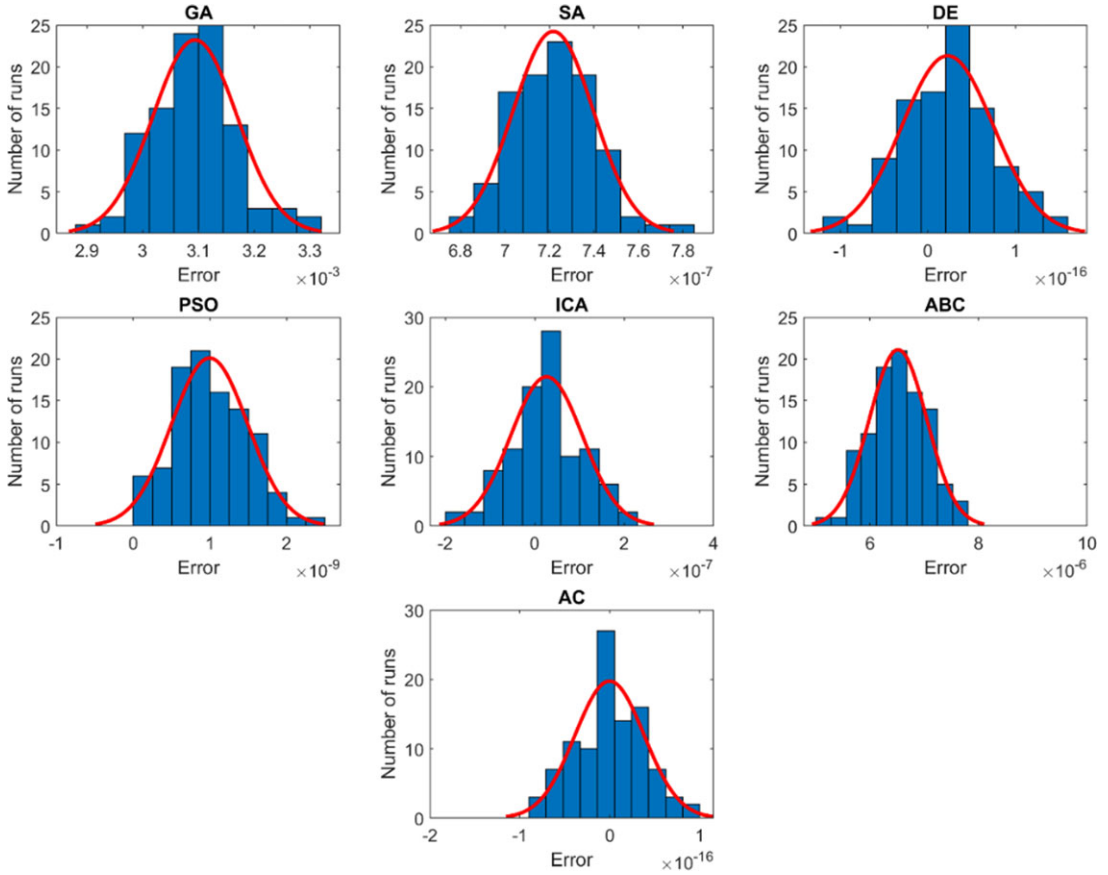 GA
25
20
15
10
5
0
Number of runs
2.9 3 3.1 3.2 3.3
Error ×10-3
SA
25
20
15
10
5
0
Number of runs
6.8 7 7.2 7.4 7.6 7.8
Error ×10-7
DE
25
20
15
10
5
0
Number of runs
-1 0 1
Error ×10-16
PSO
25
20
15
10
5
0
Number of runs
-1 0 1 2
Error ×10-9
ICA
30
20
10
0
Number of runs
-2 0 2 4
Error ×10-7
ABC
25
20
15
10
5
0
Number of runs
6 8 10
Error ×10-6
AC
30
20
10
0
Number of runs
-2 -1 0 1
Error ×10-16